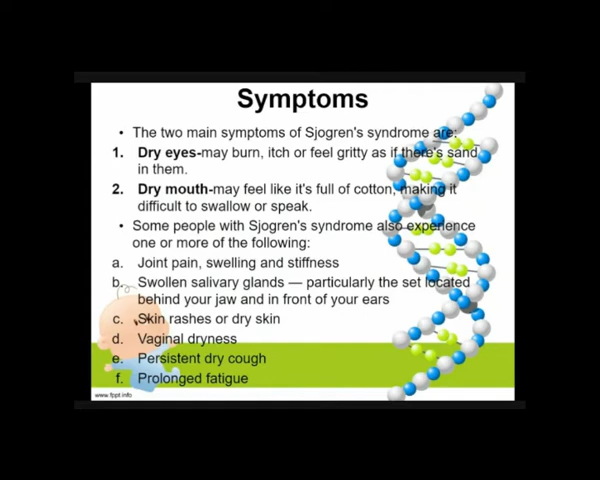 Symptoms
• The two main symptoms of Sjogren's syndrome are:
1. Dry eyes-may burn, itch or feel gritty as if there's sand
in them.
2. Dry mouth-may feel like it's full of cotton, making it
difficult to swallow or speak.
• Some people with Sjogren's syndrome also experience
one or more of the following:
a. Joint pain, swelling and stiffness
b. Swollen salivary glands — particularly the set located
behind your jaw and in front of your ears
c. Skin rashes or dry skin
d. Vaginal dryness
e. Persistent dry cough
f. Prolonged fatigue
www.fppt.info